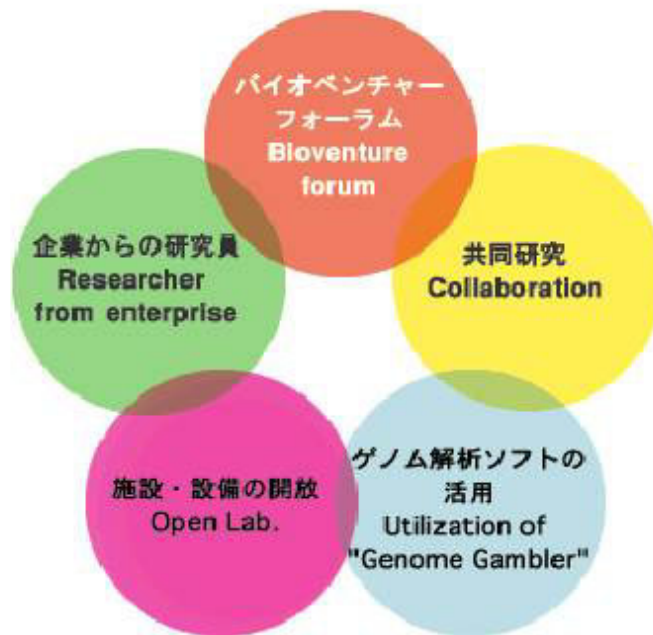 バイオベンチャー
フォーラム
Bioventure
forum
企業からの研究員
Researcher
from enterprise
共同研究
Collaboration
施設・設備の開放
Open Lab.
ゲノム解析ソフトの
活用
Utilization of
"Genome Gambler"